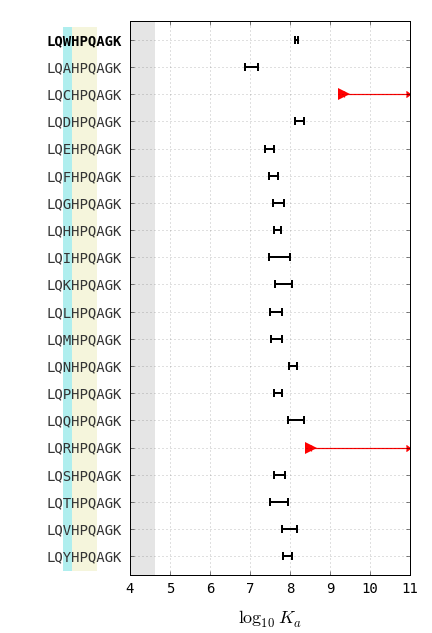 LQWHPQAGK
LQAHPQAGK
LQCHPQAGK
LQDHPQAGK
LQEHPQAGK
LQFHPQAGK
LQGHPQAGK
LQHHPQAGK
LQIHPQAGK
LQKHPQAGK
LQLHPQAGK
LQMHPQAGK
LQNHPQAGK
LQPHPQAGK
LQQHPQAGK
LQRHPQAGK
LQSHPQAGK
LQTHPQAGK
LQVHPQAGK
LQYHPQAGK
4 5 6 7 8 9 10 11
log₁₀ Kₐ